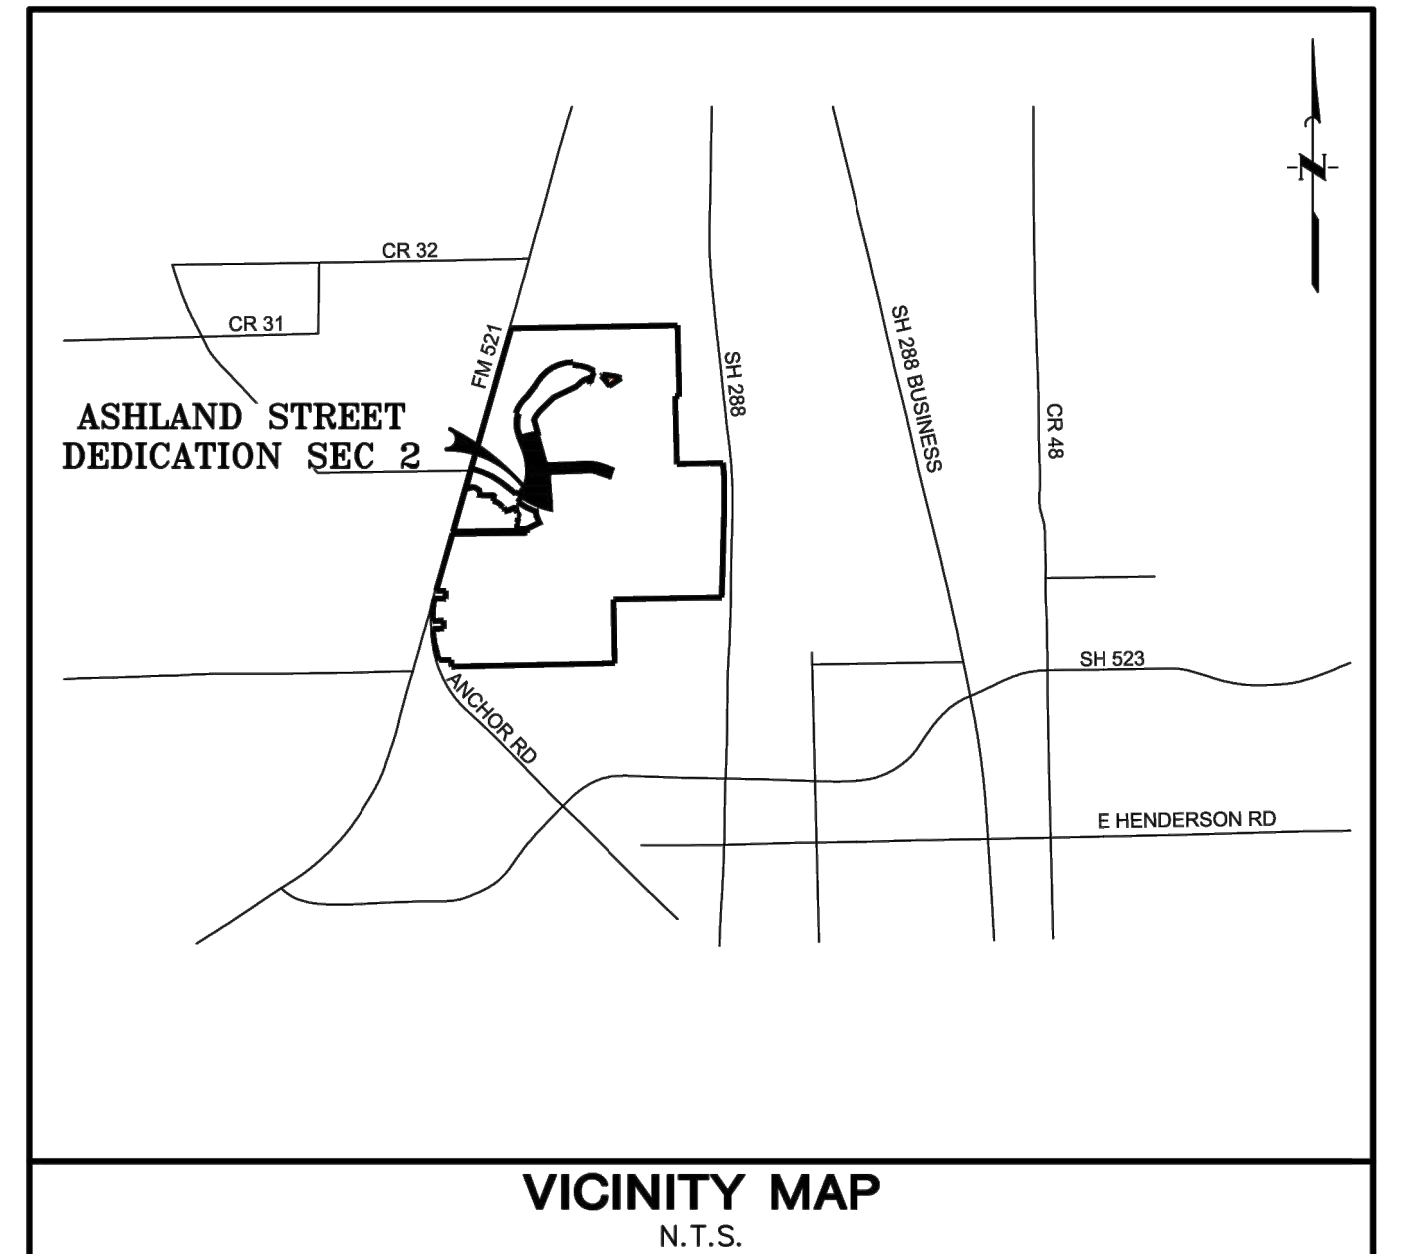 N
CR 32
CR 31
FM 521
SH 288
SH 288 BUSINESS
CR 48
ASHLAND STREET
DEDICATION SEC 2
SH 523
ANCHOR RD
E HENDERSON RD
VICINITY MAP
N.T.S.